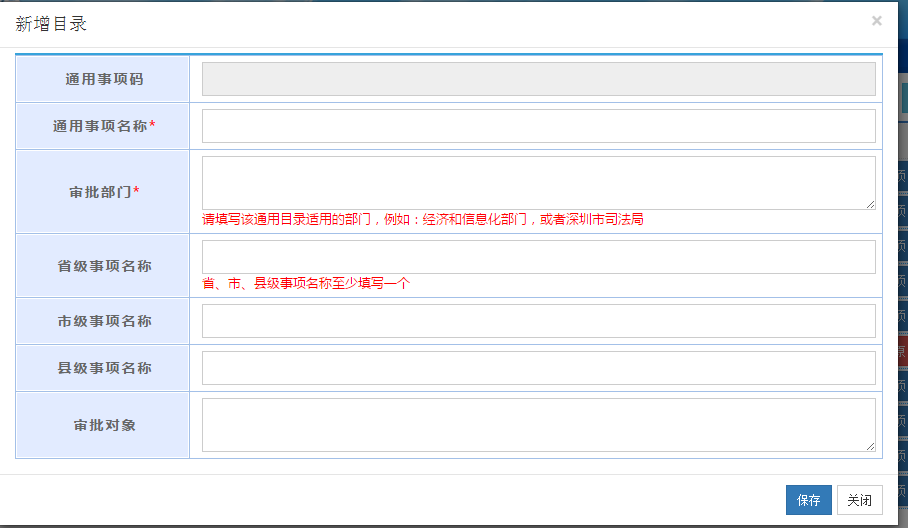 新增目录
×
通用事项码
通用事项名称*
审批部门*
请填写该通用目录适用的部门，例如：经济和信息化部门，或者深圳市司法局
省级事项名称
省、市、县级事项名称至少填写一个
市级事项名称
县级事项名称
审批对象
保存 关闭